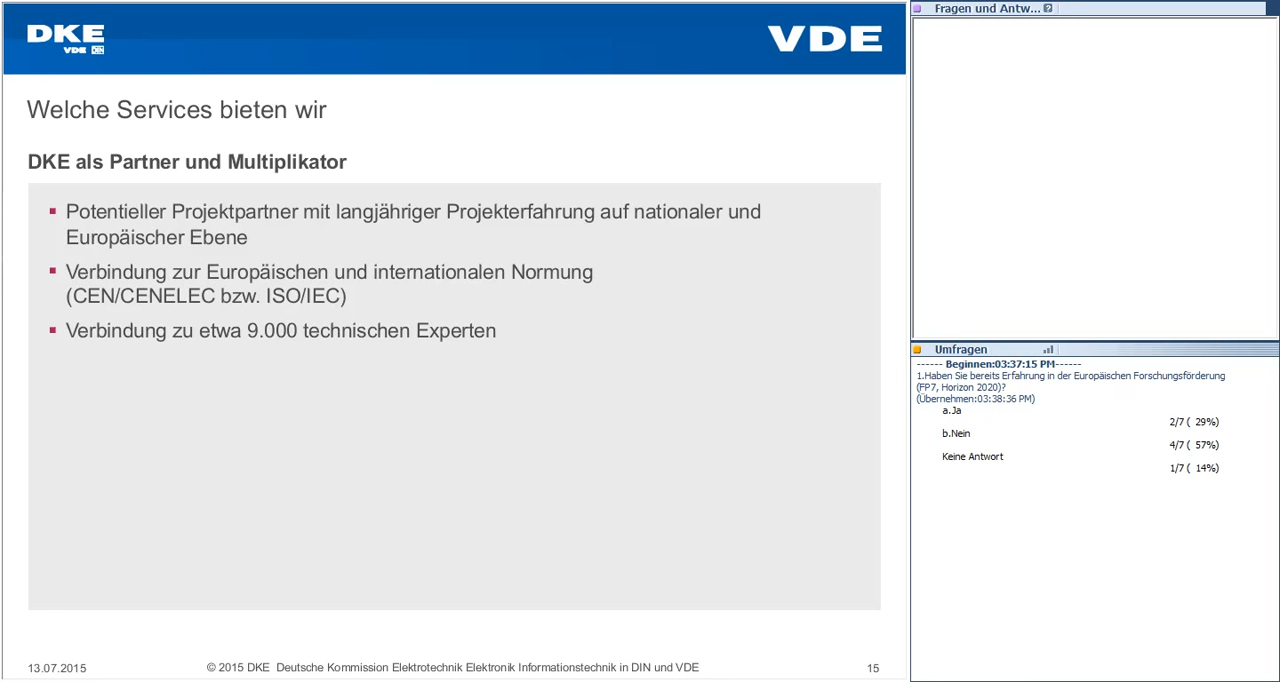 DKE
VDE DIN
VDE
Welche Services bieten wir
DKE als Partner und Multiplikator
Potentieller Projektpartner mit langjähriger Projekterfahrung auf nationaler und
Europäischer Ebene
Verbindung zur Europäischen und internationalen Normung
(CEN/CENELEC bzw. ISO/IEC)
Verbindung zu etwa 9.000 technischen Experten
13.07.2015
© 2015 DKE Deutsche Kommission Elektrotechnik Elektronik Informationstechnik in DIN und VDE
15
Fragen und Antw... ?
Umfragen
------ Beginnen:03:37:15 PM------
1.Haben Sie bereits Erfahrung in der Europäischen Forschungsförderung
(FP7, Horizon 2020)?
(Übernehmen:03:38:36 PM)
a.Ja
2/7 ( 29%)
b.Nein
4/7 ( 57%)
Keine Antwort
1/7 ( 14%)